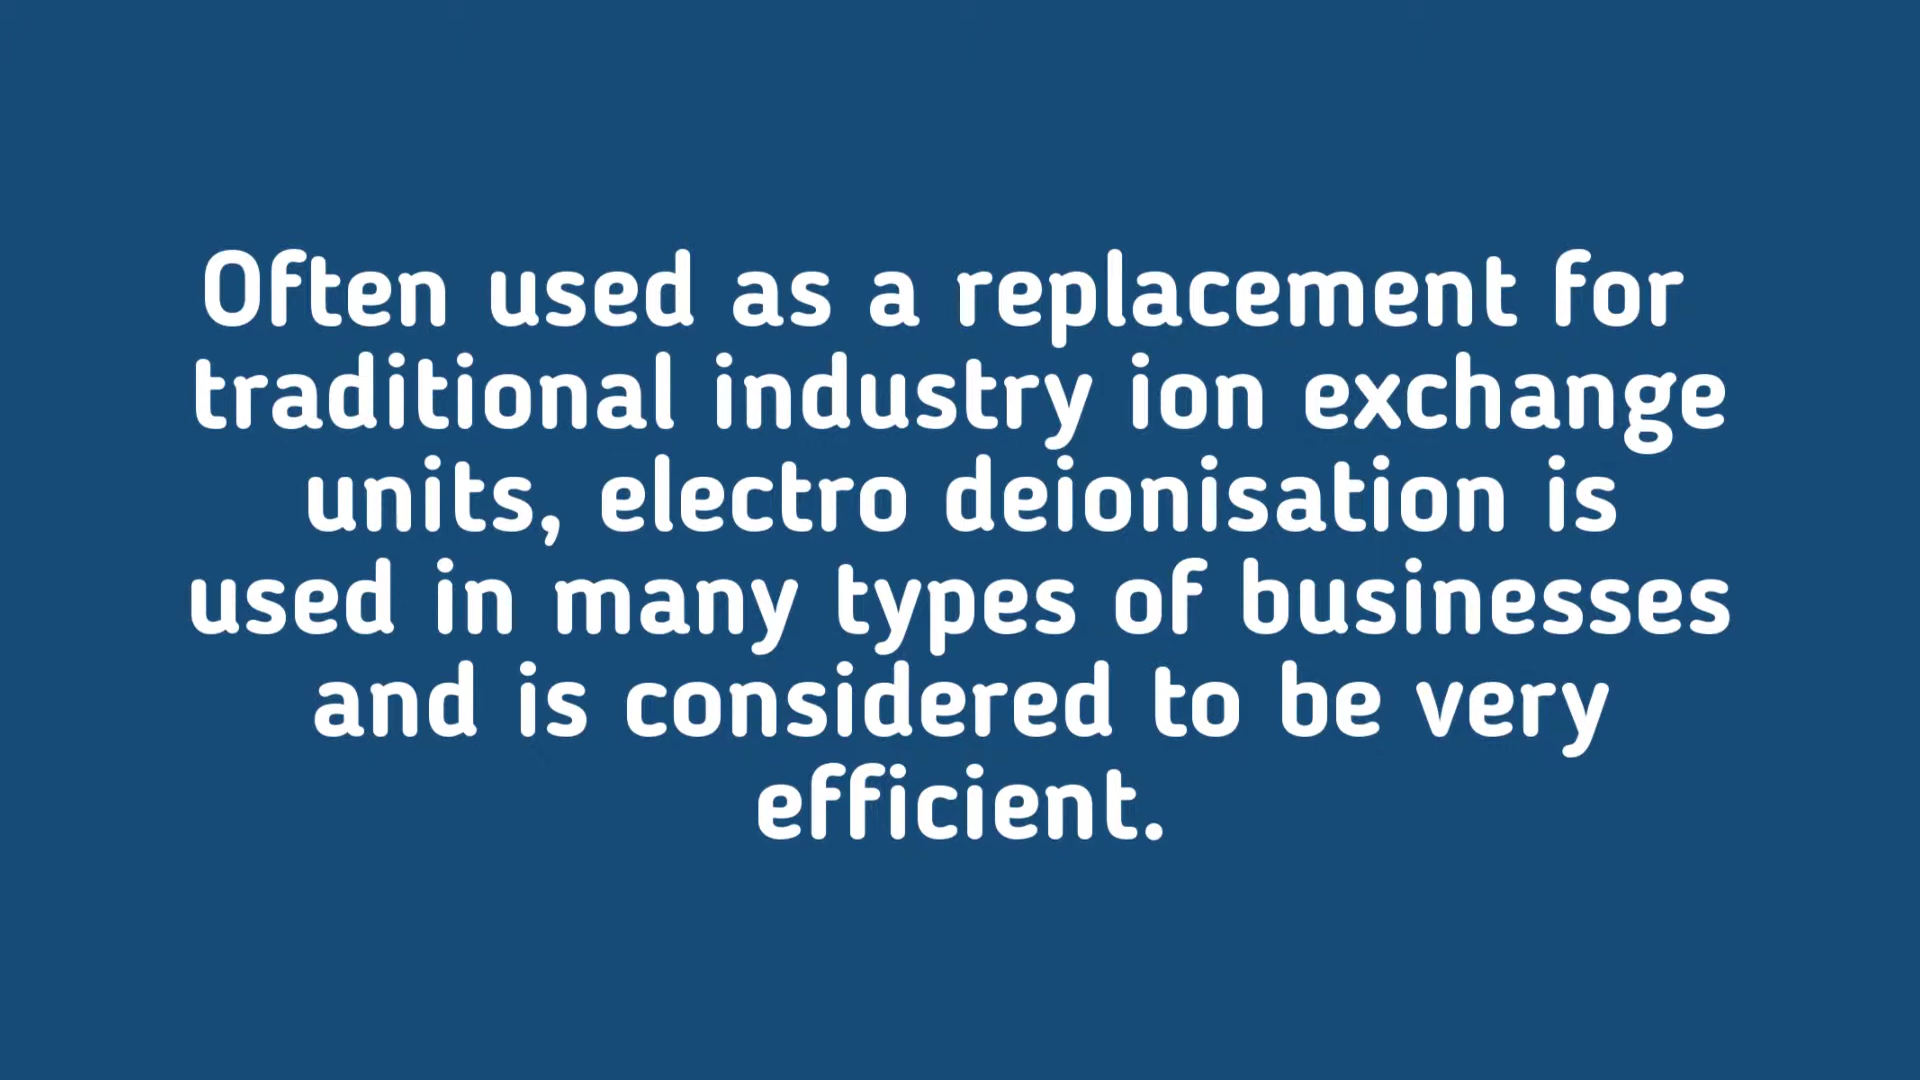 Often used as a replacement for
traditional industry ion exchange
units, electro deionisation is
used in many types of businesses
and is considered to be very
efficient.